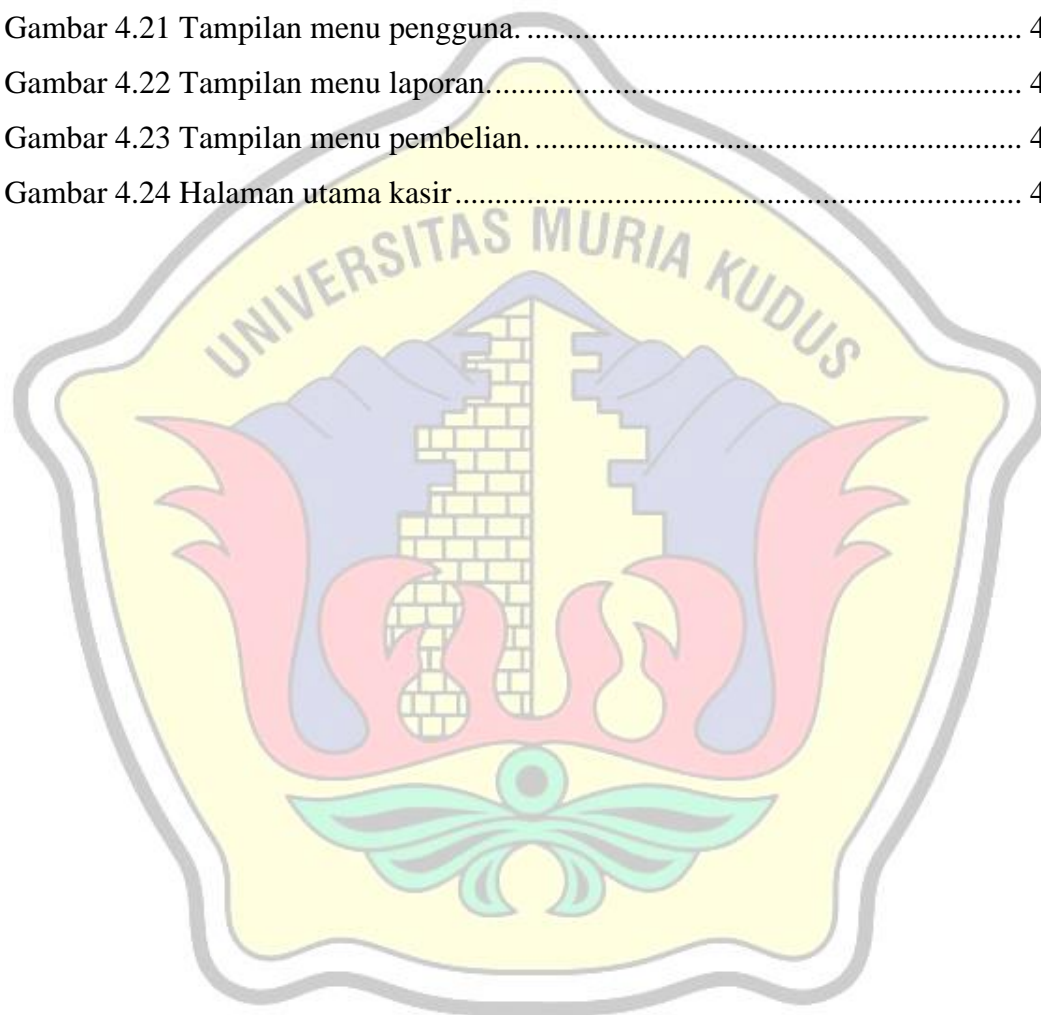 Gambar 4.21 Tampilan menu pengguna. .............................................................. 4
Gambar 4.22 Tampilan menu laporan. .................................................................. 4
Gambar 4.23 Tampilan menu pembelian. ............................................................. 4
Gambar 4.24 Halaman utama kasir ....................................................................... 4
UNIVERSITAS MURIA KUDUS